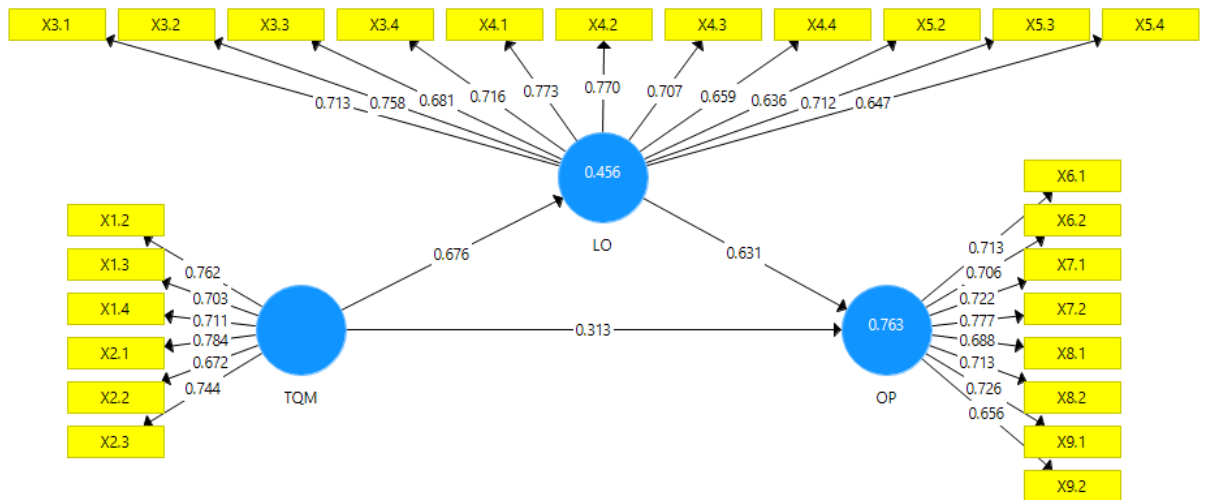 X3.1 X3.2 X3.3 X3.4 X4.1 X4.2 X4.3 X4.4 X5.2 X5.3 X5.4
0.713 0.758 0.681 0.716 0.773 0.770 0.707 0.659 0.636 0.712 0.647
0.456
LO
X1.2
X1.3
X1.4
X2.1
X2.2
X2.3
0.762
0.703
0.711
0.784
0.672
0.744
TQM
0.676
0.631
0.313
0.763
OP
0.713
0.706
0.722
0.777
0.688
0.713
0.726
0.656
X6.1
X6.2
X7.1
X7.2
X8.1
X8.2
X9.1
X9.2